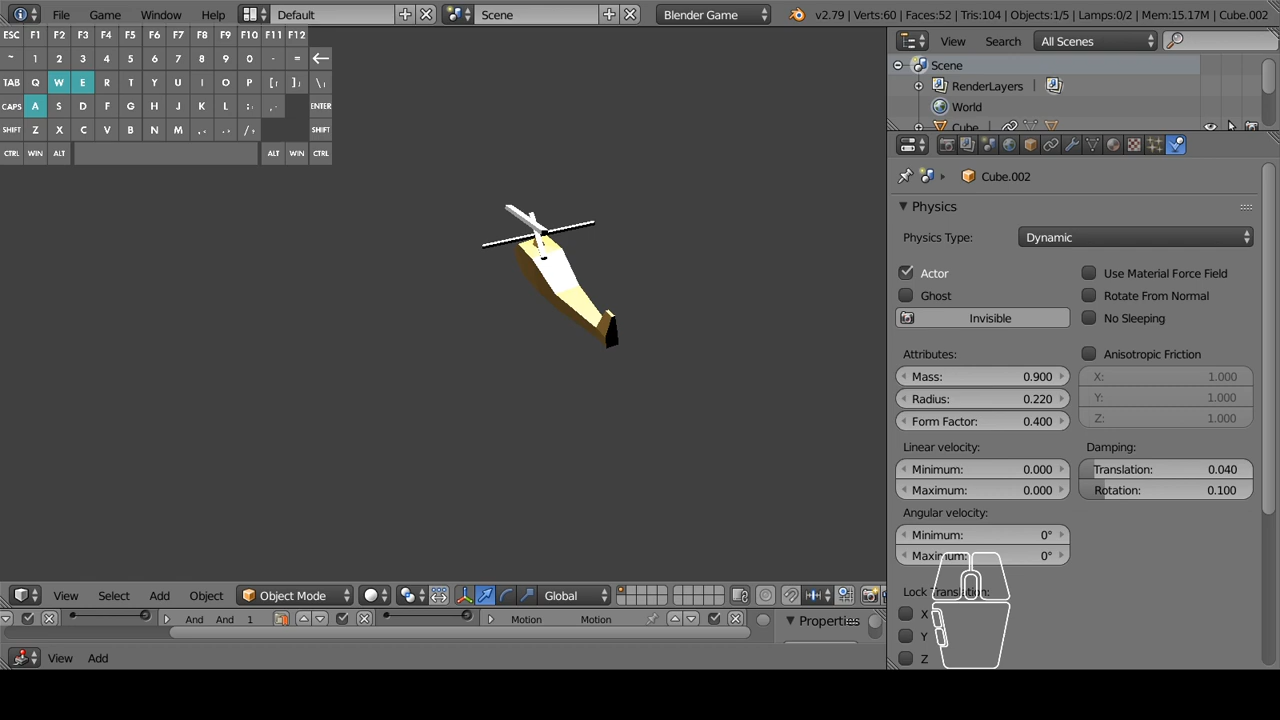 File Game Window Help Default Scene Blender Game v2.79 | Verts:60 | Faces:52 | Tris:104 | Objects:1/5 | Lamps:0/2 | Mem:15.17M | Cube.002
ESC F1 F2 F3 F4 F5 F6 F7 F8 F9 F10 F11 F12
~ 1 2 3 4 5 6 7 8 9 0 - =
TAB Q W E R T Y U I O P [ ] \
CAPS A S D F G H J K L ENTER
SHIFT Z X C V B N M SHIFT
CTRL WIN ALT ALT WIN CTRL
View Search All Scenes
Scene
RenderLayers
World
Cube
Cube.002
Physics
Physics Type: Dynamic
Actor Use Material Force Field
Ghost Rotate From Normal
Invisible No Sleeping
Attributes: Anisotropic Friction
Mass: 0.900 X: 1.000
Radius: 0.220 Y: 1.000
Form Factor: 0.400 Z: 1.000
Linear velocity: Damping:
Minimum: 0.000 Translation: 0.040
Maximum: 0.000 Rotation: 0.100
Angular velocity:
Minimum: 0°
Maximum: 0°
Lock Translation:
X
Y
Z
View Select Add Object Object Mode Global
And And 1 Motion Motion Properties
View Add